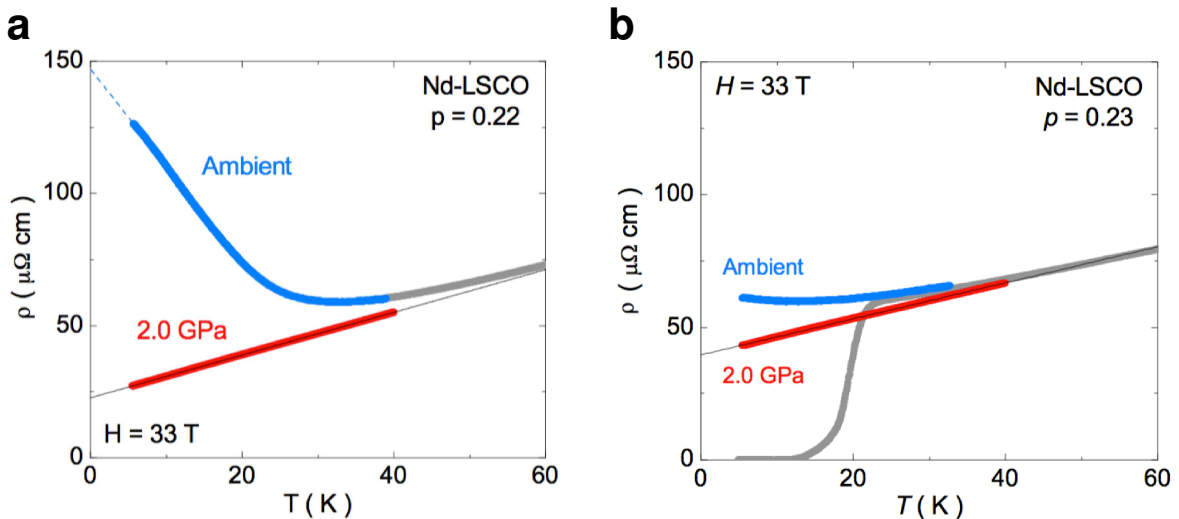 a
150
100
50
0
ρ ( μΩ cm)
Nd-LSCO
p = 0.22
Ambient
2.0 GPa
H = 33 T
0
20
40
60
T ( K )
b
150
100
50
0
ρ ( μΩ cm)
H = 33 T
Nd-LSCO
p = 0.23
Ambient
2.0 GPa
0
20
40
60
T ( K )